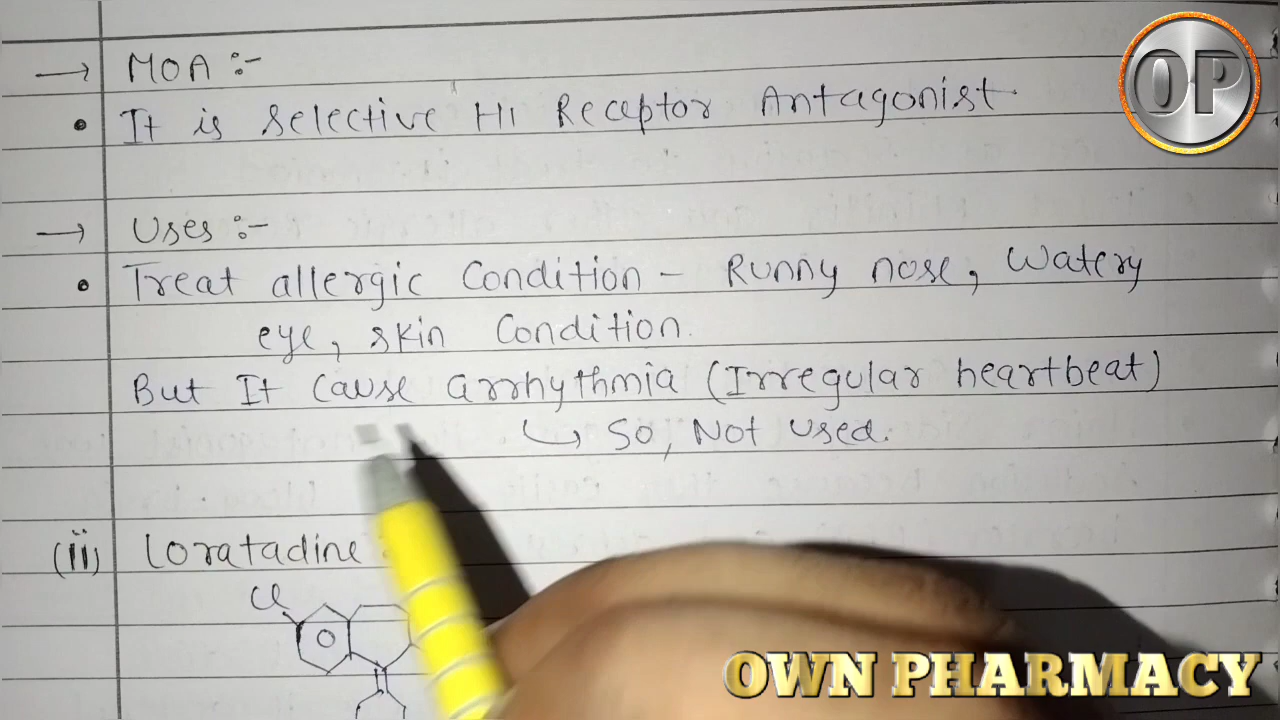 OP
→ MOA :-
• It is selective H1 Receptor Antagonist.
→ Uses :-
• Treat allergic Condition - Runny nose, Watery
eye, skin Condition.
But It Cause arrhythmia (Irregular heartbeat)
↳ So, Not used.
(ii) Loratadine :
Cl
OWN PHARMACY